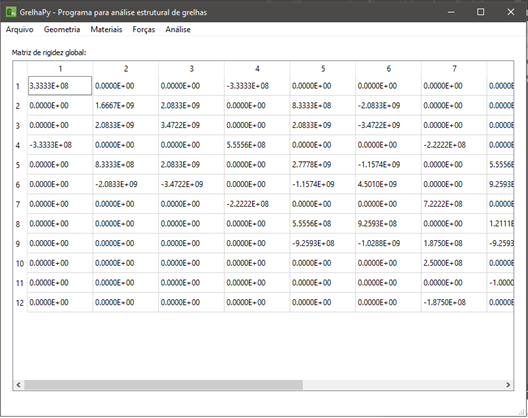 GrelhaPy - Programa para análise estrutural de grelhas
Arquivo Geometria Materiais Forças Análise
Matriz de rigidez global:
1 2 3 4 5 6 7
1 3.3333E+08 0.0000E+00 0.0000E+00 -3.3333E+08 0.0000E+00 0.0000E+00 0.0000E+00 0.0000E
2 0.0000E+00 1.6667E+09 2.0833E+09 0.0000E+00 8.3333E+08 -2.0833E+09 0.0000E+00 0.0000E
3 0.0000E+00 2.0833E+09 3.4722E+09 0.0000E+00 2.0833E+09 -3.4722E+09 0.0000E+00 0.0000E
4 -3.3333E+08 0.0000E+00 0.0000E+00 5.5556E+08 0.0000E+00 0.0000E+00 -2.2222E+08 0.0000E
5 0.0000E+00 8.3333E+08 2.0833E+09 0.0000E+00 2.7778E+09 -1.1574E+09 0.0000E+00 5.5556E
6 0.0000E+00 -2.0833E+09 -3.4722E+09 0.0000E+00 -1.1574E+09 4.5010E+09 0.0000E+00 9.2593E
7 0.0000E+00 0.0000E+00 0.0000E+00 -2.2222E+08 0.0000E+00 0.0000E+00 7.2222E+08 0.0000E
8 0.0000E+00 0.0000E+00 0.0000E+00 0.0000E+00 5.5556E+08 9.2593E+08 0.0000E+00 1.2111E
9 0.0000E+00 0.0000E+00 0.0000E+00 0.0000E+00 -9.2593E+08 -1.0288E+09 1.8750E+08 -9.2593
10 0.0000E+00 0.0000E+00 0.0000E+00 0.0000E+00 0.0000E+00 0.0000E+00 2.5000E+08 0.0000E
11 0.0000E+00 0.0000E+00 0.0000E+00 0.0000E+00 0.0000E+00 0.0000E+00 0.0000E+00 -1.0000
12 0.0000E+00 0.0000E+00 0.0000E+00 0.0000E+00 0.0000E+00 0.0000E+00 -1.8750E+08 0.0000E